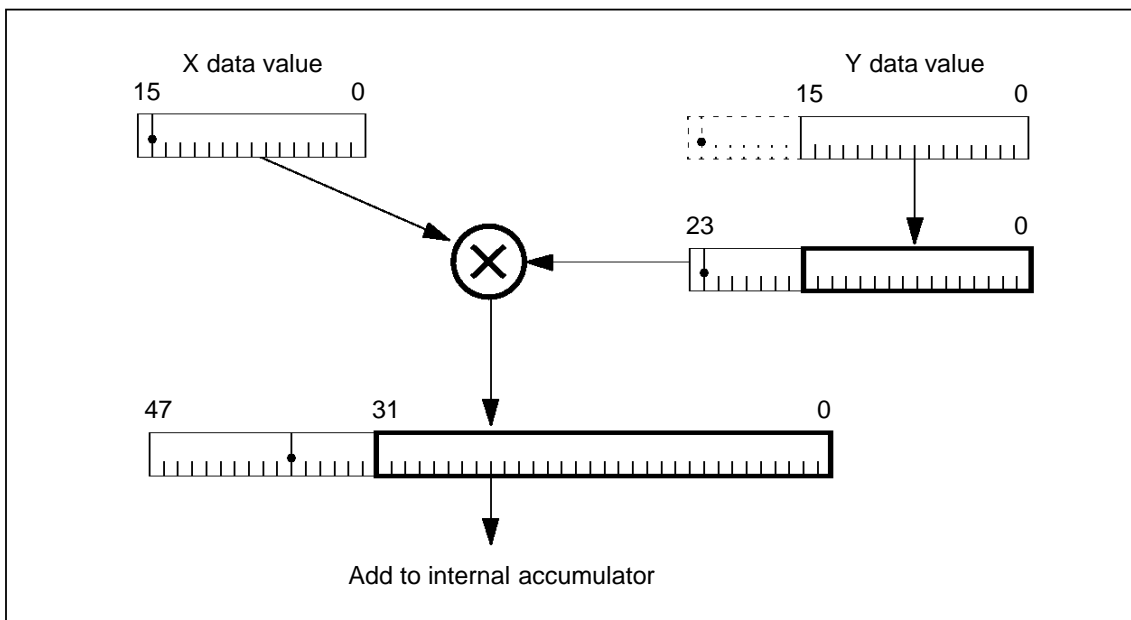 X data value
Y data value
15 0
15 0
23 0
47 31 0
Add to internal accumulator